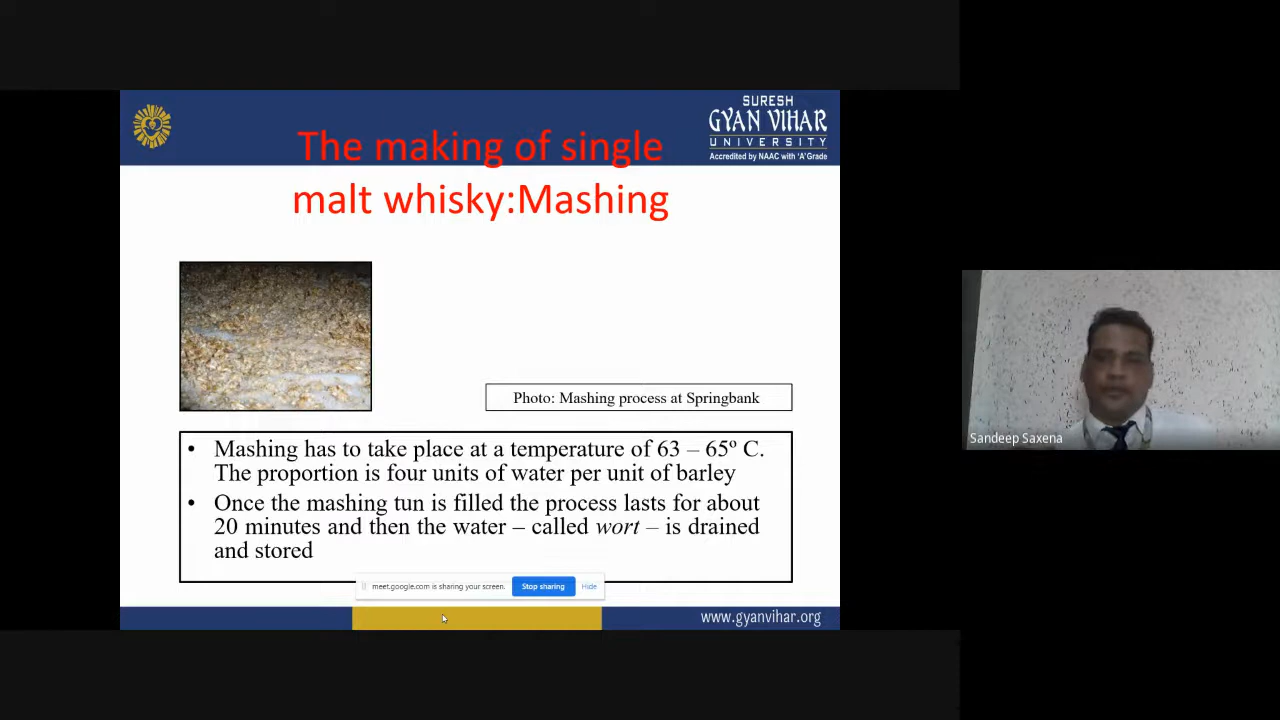 SURESH
GYAN VIHAR
UNIVERSITY
Accredited by NAAC with 'A' Grade
The making of single
malt whisky:Mashing
Photo: Mashing process at Springbank
• Mashing has to take place at a temperature of 63 – 65º C.
The proportion is four units of water per unit of barley
• Once the mashing tun is filled the process lasts for about
20 minutes and then the water – called wort – is drained
and stored
meet.google.com is sharing your screen. Stop sharing Hide
www.gyanvihar.org
Sandeep Saxena